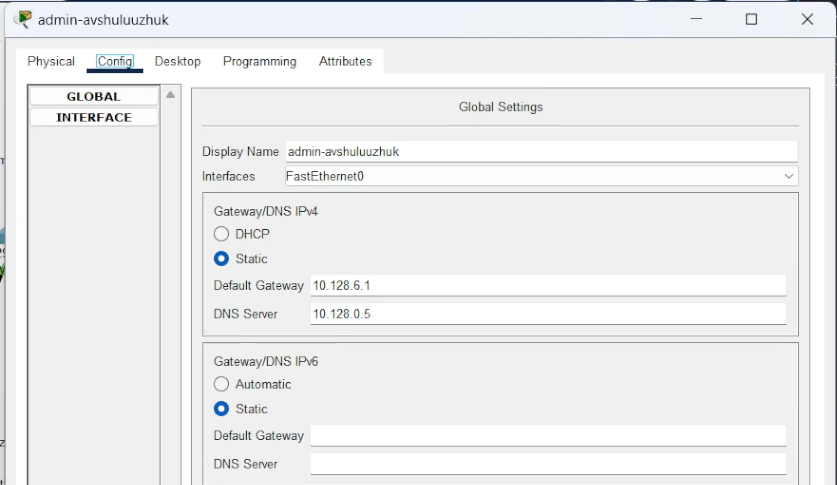 admin-avshuluuzhuk
Physical Config Desktop Programming Attributes
GLOBAL
INTERFACE
Global Settings
Display Name admin-avshuluuzhuk
Interfaces FastEthernet0
Gateway/DNS IPv4
DHCP
Static
Default Gateway 10.128.6.1
DNS Server 10.128.0.5
Gateway/DNS IPv6
Automatic
Static
Default Gateway
DNS Server